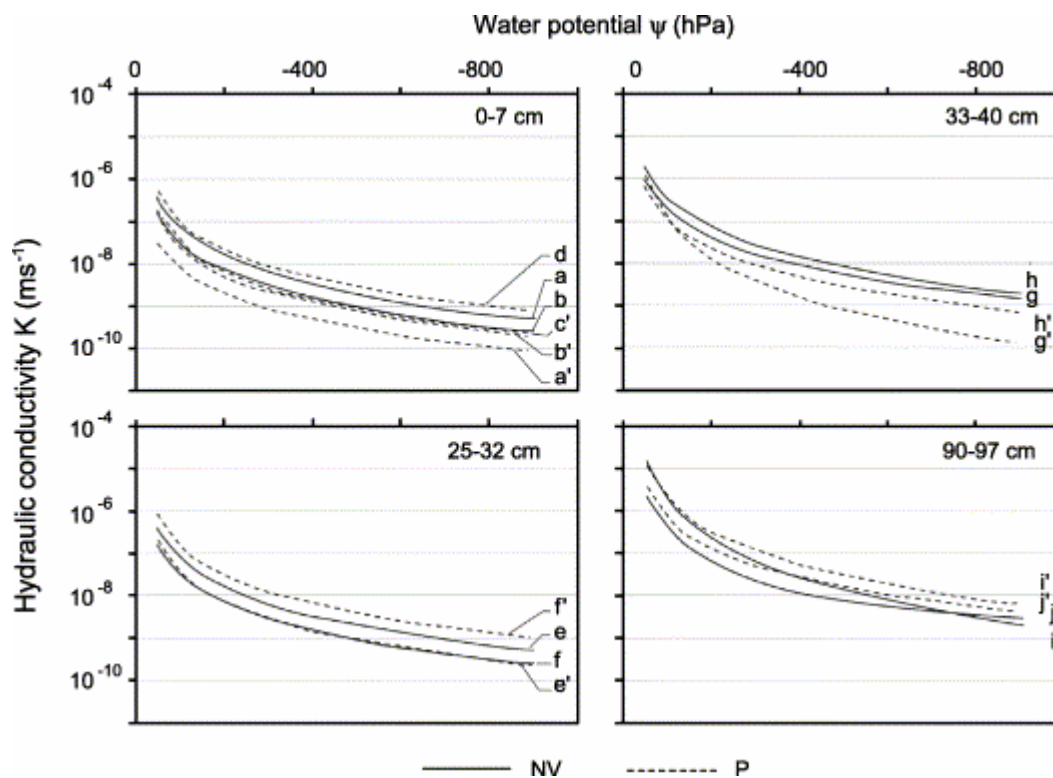 Water potential ψ (hPa)
0 -400 -800 0 -400 -800
Hydraulic conductivity K (ms-1)
10-4
10-6
10-8
10-10
0-7 cm
d
a
b
c'
b'
a'
33-40 cm
h
g
h'
g'
10-4
10-6
10-8
10-10
25-32 cm
f'
e
f
e'
90-97 cm
i'
j'
j
i
NV P